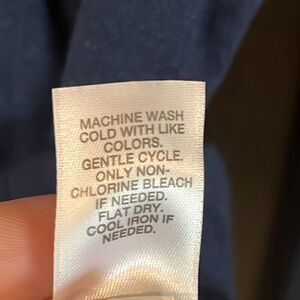 MACHINE WASH
COLD WITH LIKE
COLORS.
GENTLE CYCLE.
ONLY NON-
CHLORINE BLEACH
IF NEEDED.
FLAT DRY.
COOL IRON IF
NEEDED.